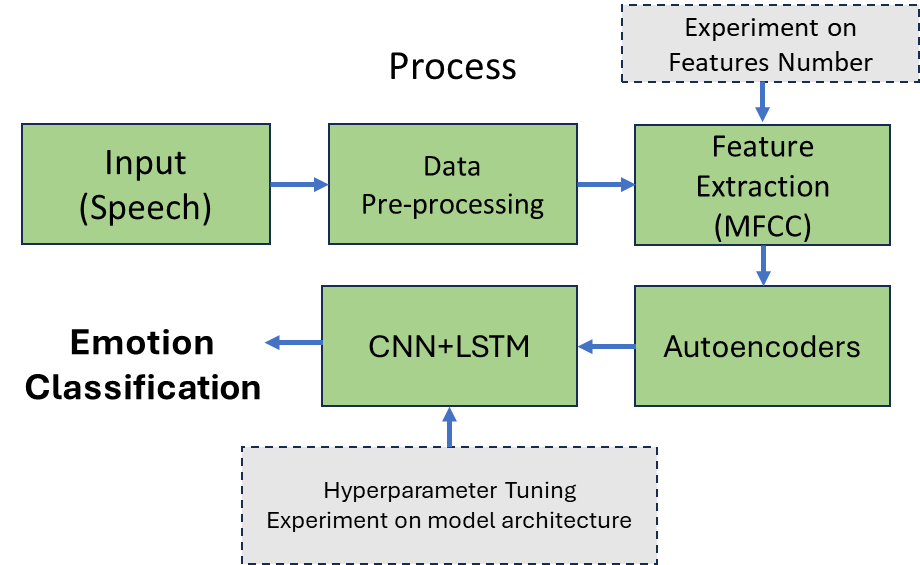 Experiment on
Features Number
Process
Input
(Speech)
Data
Pre-processing
Feature
Extraction
(MFCC)
Emotion
Classification
CNN+LSTM
Autoencoders
Hyperparameter Tuning
Experiment on model architecture